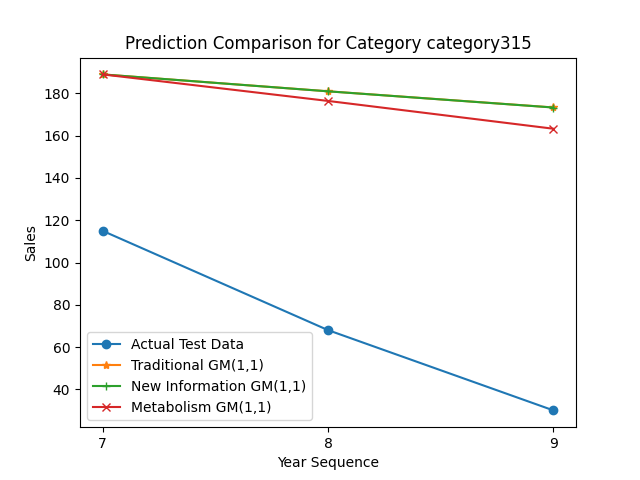 Prediction Comparison for Category category315
Sales
180
160
140
120
100
80
60
40
Actual Test Data
Traditional GM(1,1)
New Information GM(1,1)
Metabolism GM(1,1)
7
8
9
Year Sequence